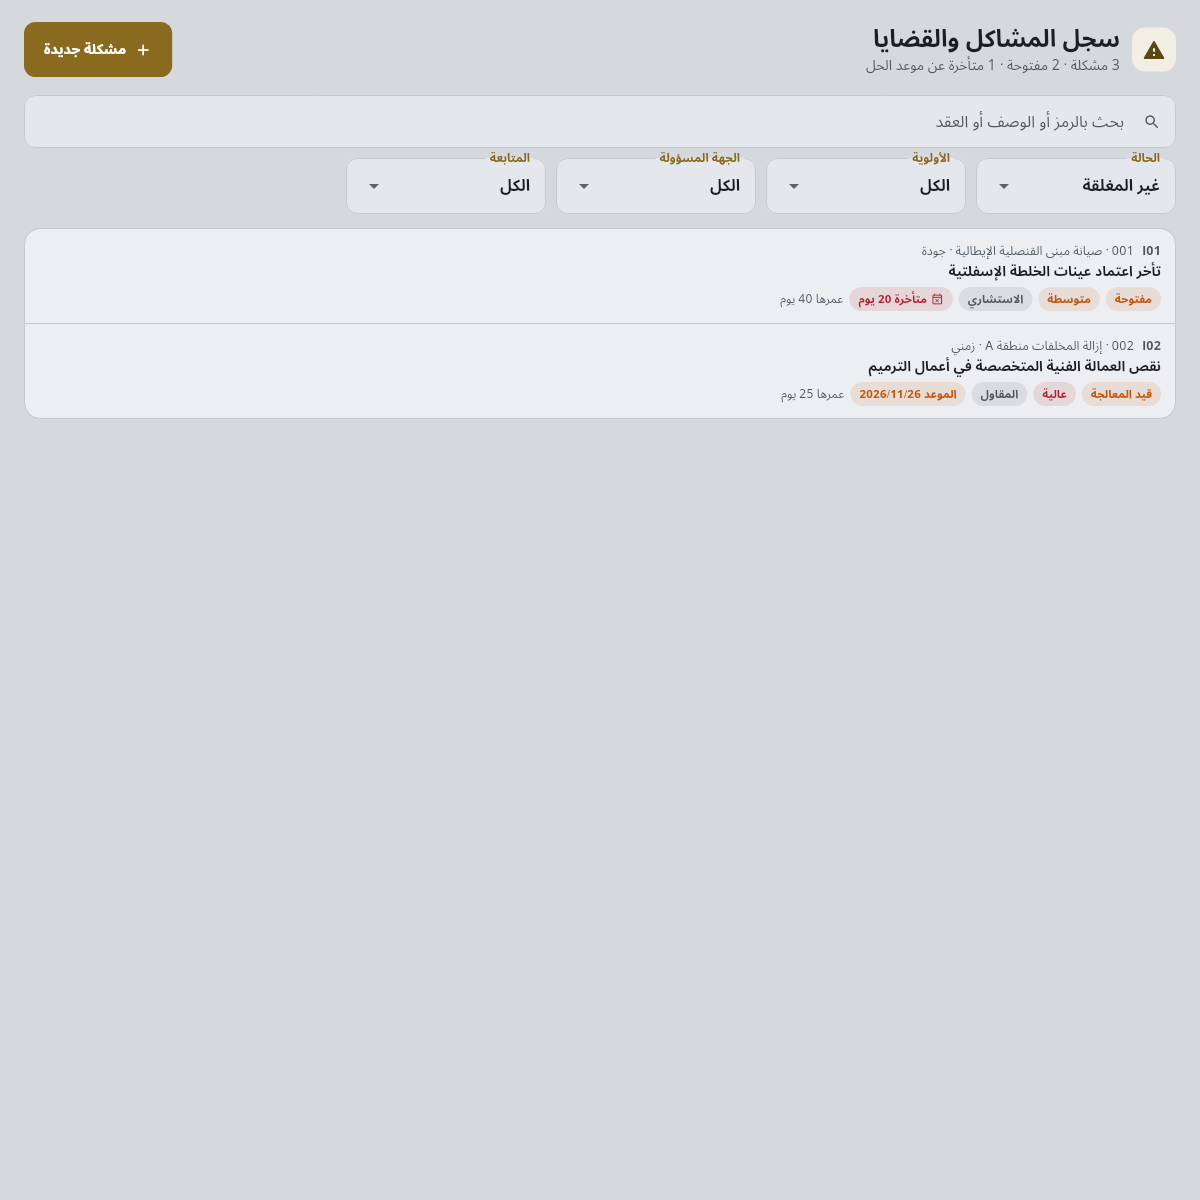 سجل المشاكل والقضايا
3 مشكلة · 2 مفتوحة · 1 متأخرة عن موعد الحل
مشكلة جديدة
بحث بالرمز أو الوصف أو العقد
الحالة
غير المغلقة
الأولوية
الكل
الجهة المسؤولة
الكل
المتابعة
الكل
I01 001 · صيانة مبنى القنصلية الإيطالية · جودة
تأخر اعتماد عينات الخلطة الإسفلتية
مفتوحة متوسطة الاستشاري متأخرة 20 يوم عمرها 40 يوم
I02 002 · إزالة المخلفات منطقة A · زمني
نقص العمالة الفنية المتخصصة في أعمال الترميم
قيد المعالجة عالية المقاول الموعد 2026/11/26 عمرها 25 يوم